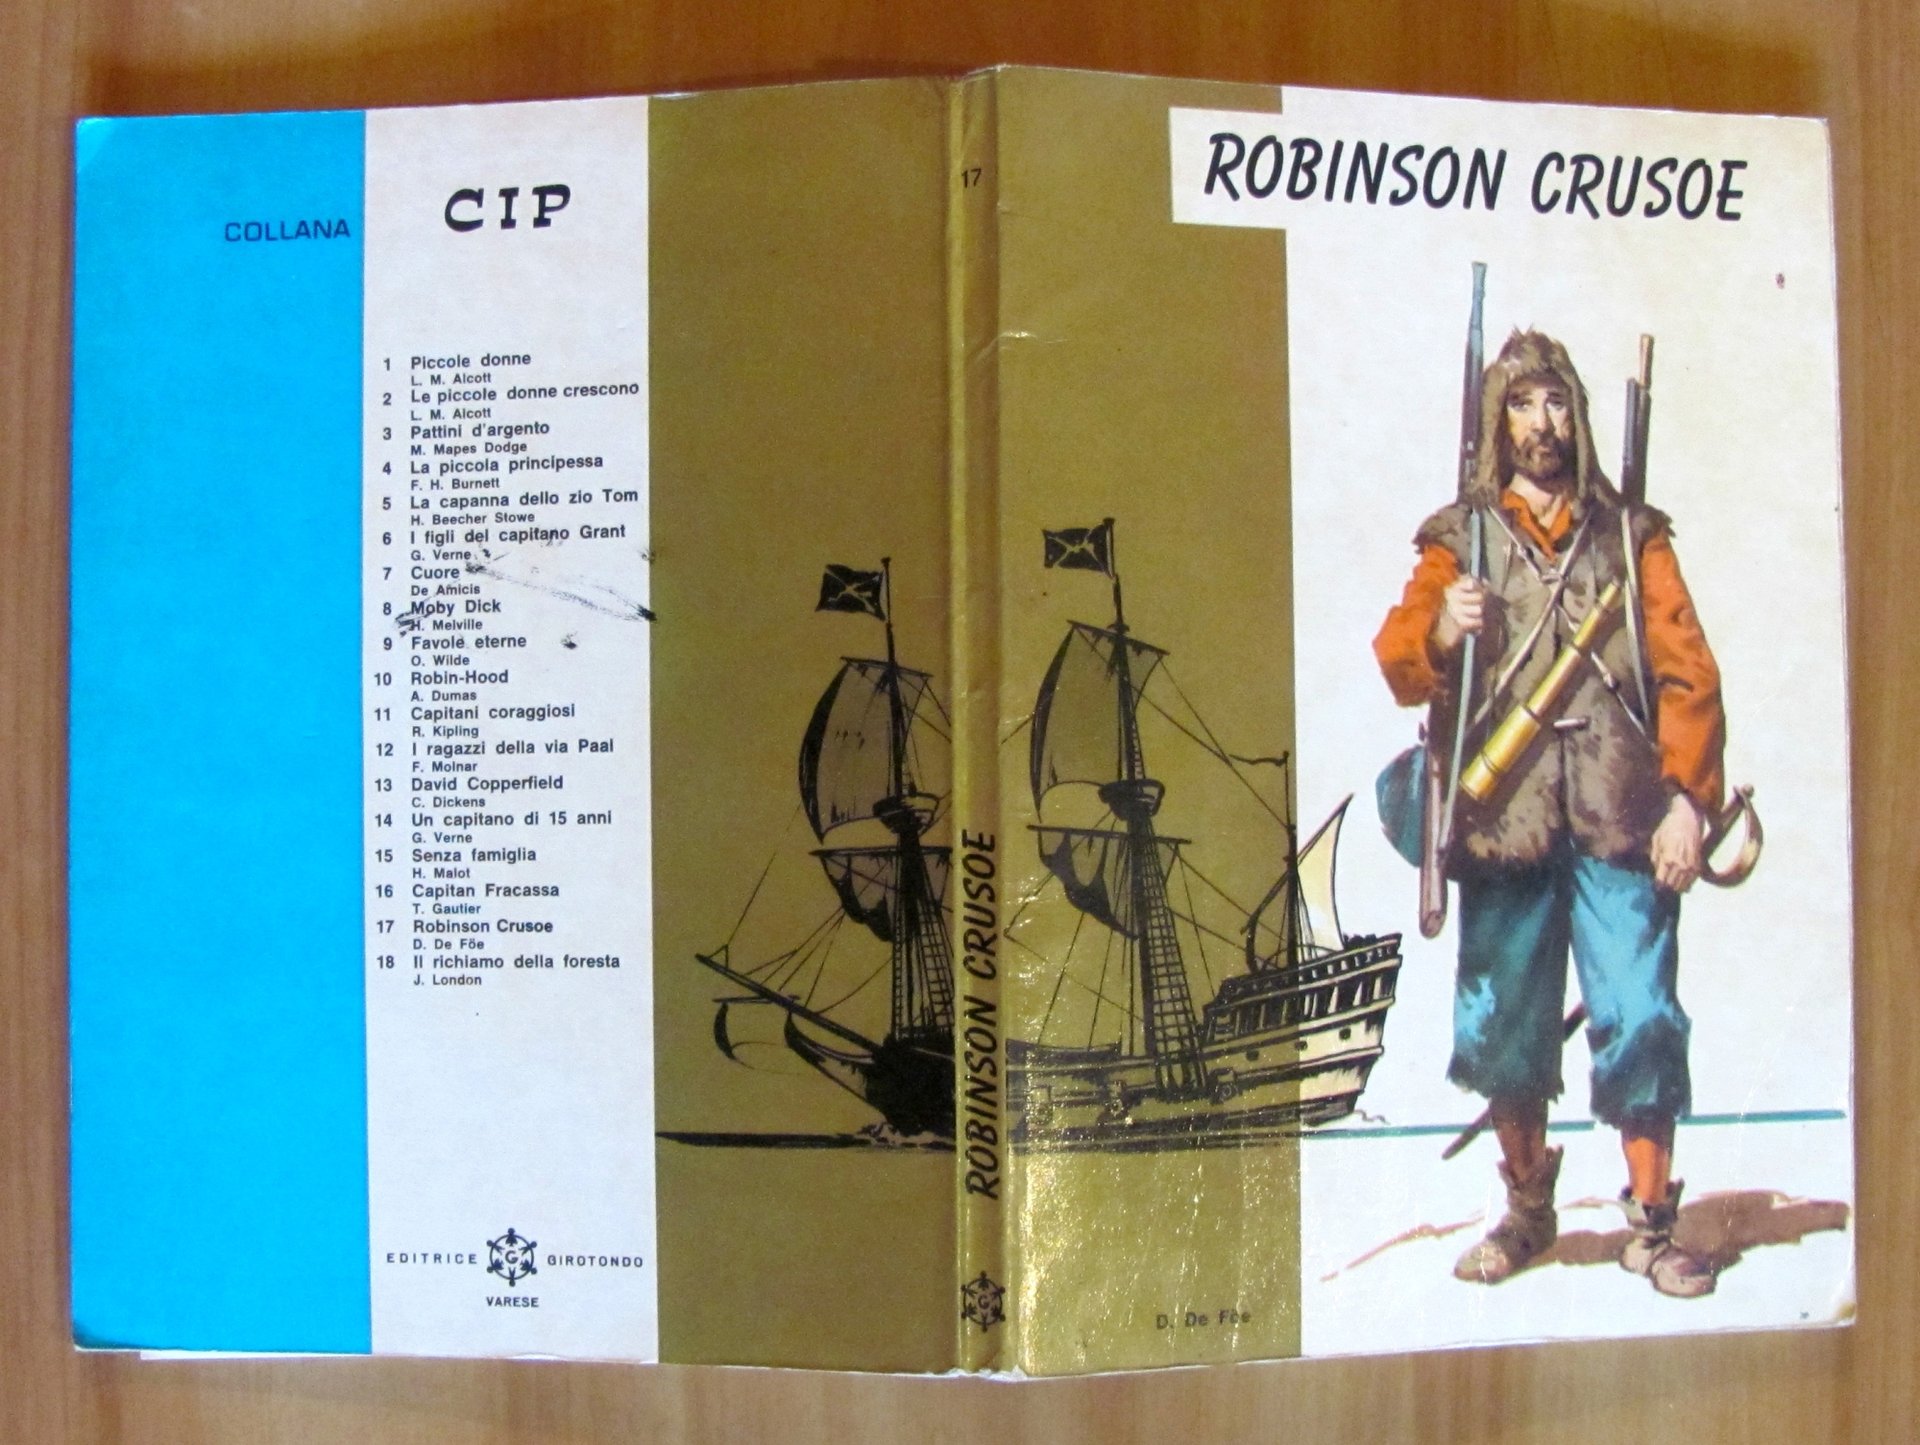 COLLANA
CIP
1 Piccole donne
L. M. Alcott
2 Le piccole donne crescono
L. M. Alcott
3 Pattini d'argento
M. Mapes Dodge
4 La piccola principessa
F. H. Burnett
5 La capanna dello zio Tom
H. Beecher Stowe
6 I figli del capitano Grant
G. Verne
7 Cuore
De Amicis
8 Moby Dick
H. Melville
9 Favole eterne
O. Wilde
10 Robin-Hood
A. Dumas
11 Capitani coraggiosi
R. Kipling
12 I ragazzi della via Paal
F. Molnar
13 David Copperfield
C. Dickens
14 Un capitano di 15 anni
G. Verne
15 Senza famiglia
H. Malot
16 Capitan Fracassa
T. Gautier
17 Robinson Crusoe
D. De Föe
18 Il richiamo della foresta
J. London
EDITRICE G GIROTONDO
VARESE
17
ROBINSON CRUSOE
G
ROBINSON CRUSOE
D. De Föe